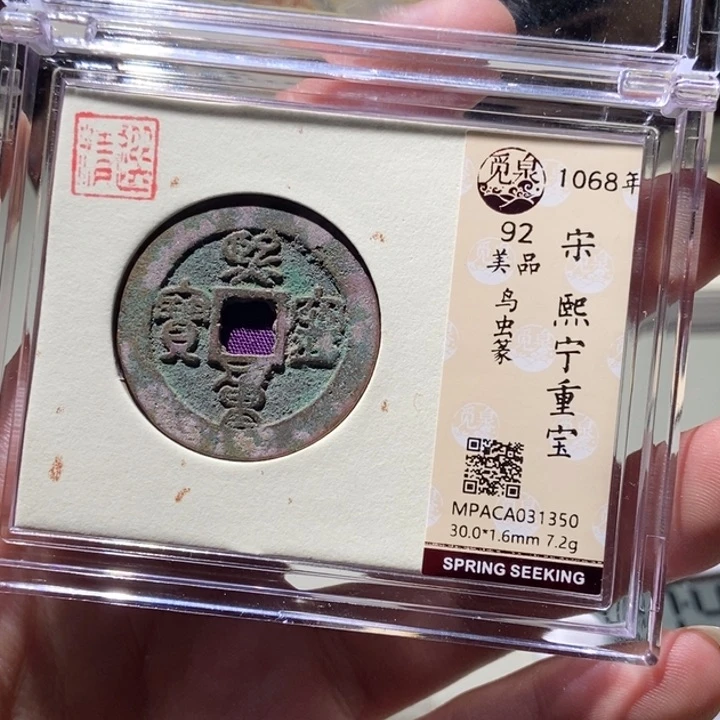 熙寧重寶
觅泉
1068年
宋 熙宁重宝
92
美品
鸟虫篆
MPACA031350
30.0*1.6mm 7.2g
SPRING SEEKING